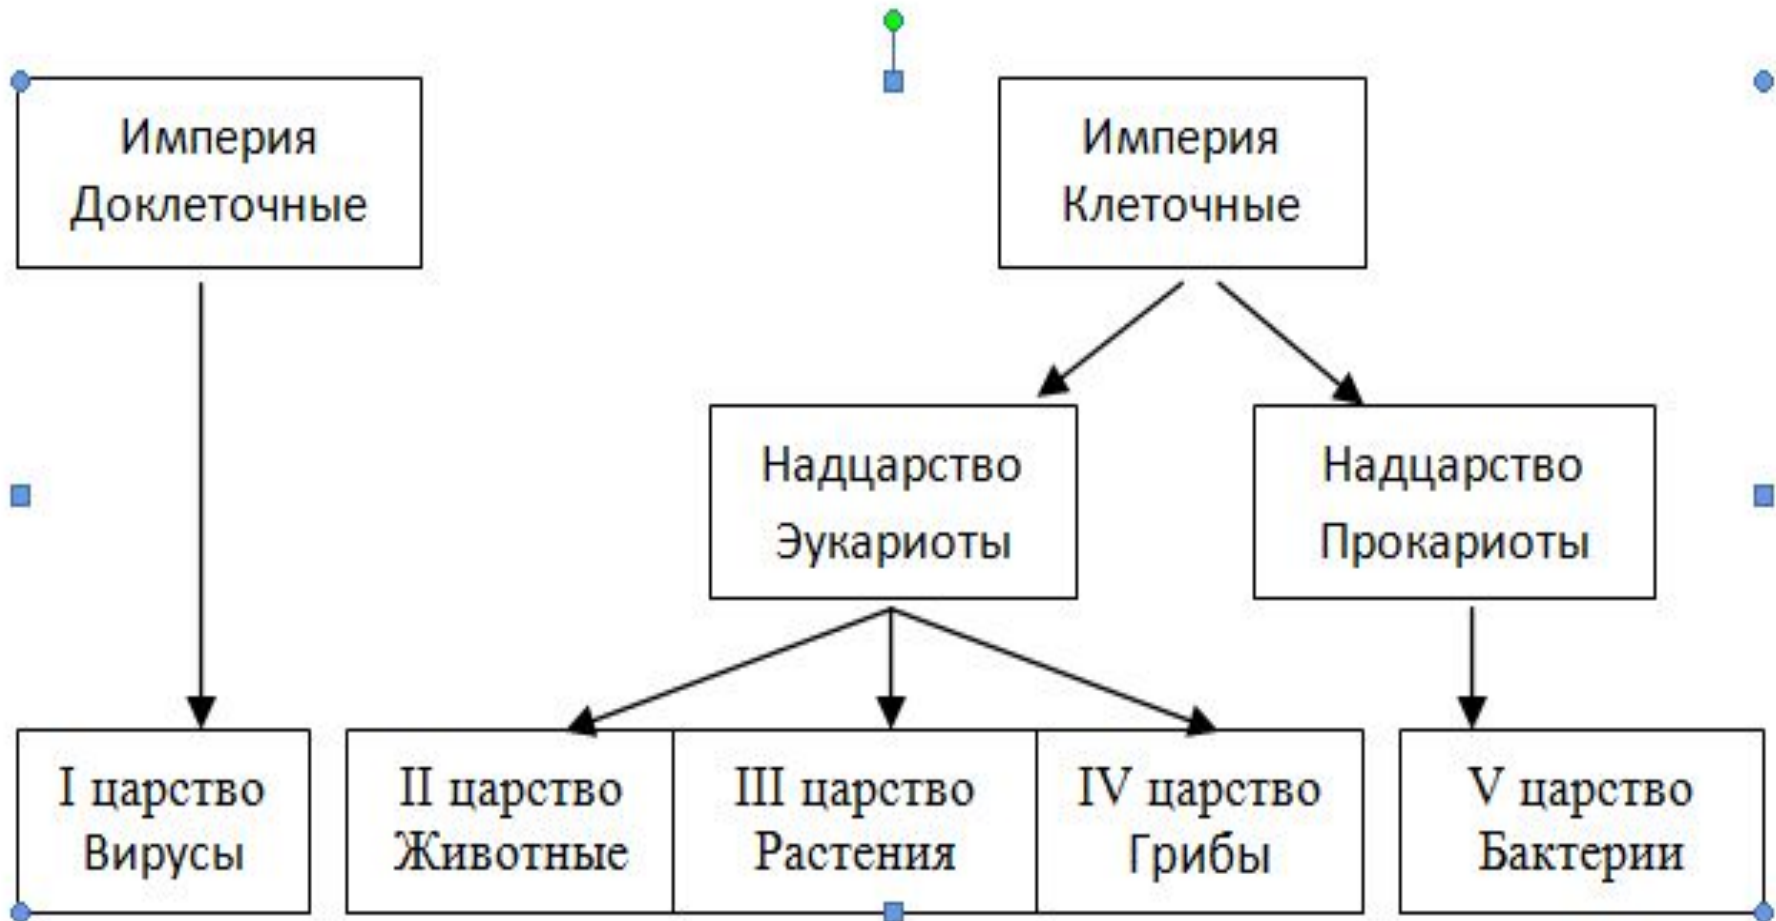 Империя
Доклеточные
Империя
Клеточные
Надцарство
Эукариоты
Надцарство
Прокариоты
I царство
Вирусы
II царство
Животные
III царство
Растения
IV царство
Грибы
V царство
Бактерии